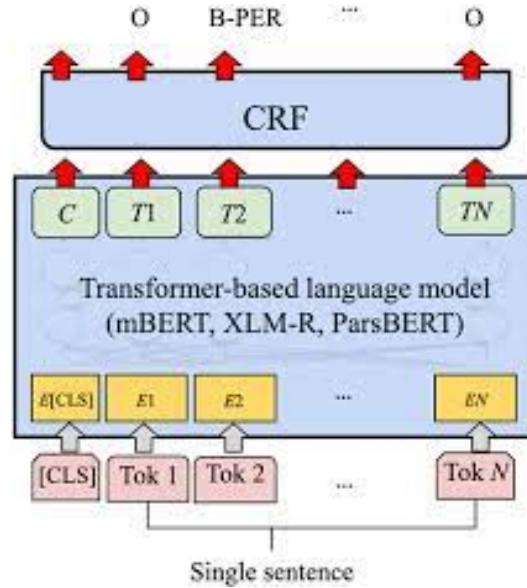 O B-PER ... O
CRF
C T1 T2 ... TN
Transformer-based language model
(mBERT, XLM-R, ParsBERT)
E[CLS] E1 E2 ... EN
[CLS] Tok 1 Tok 2 ... Tok N
Single sentence